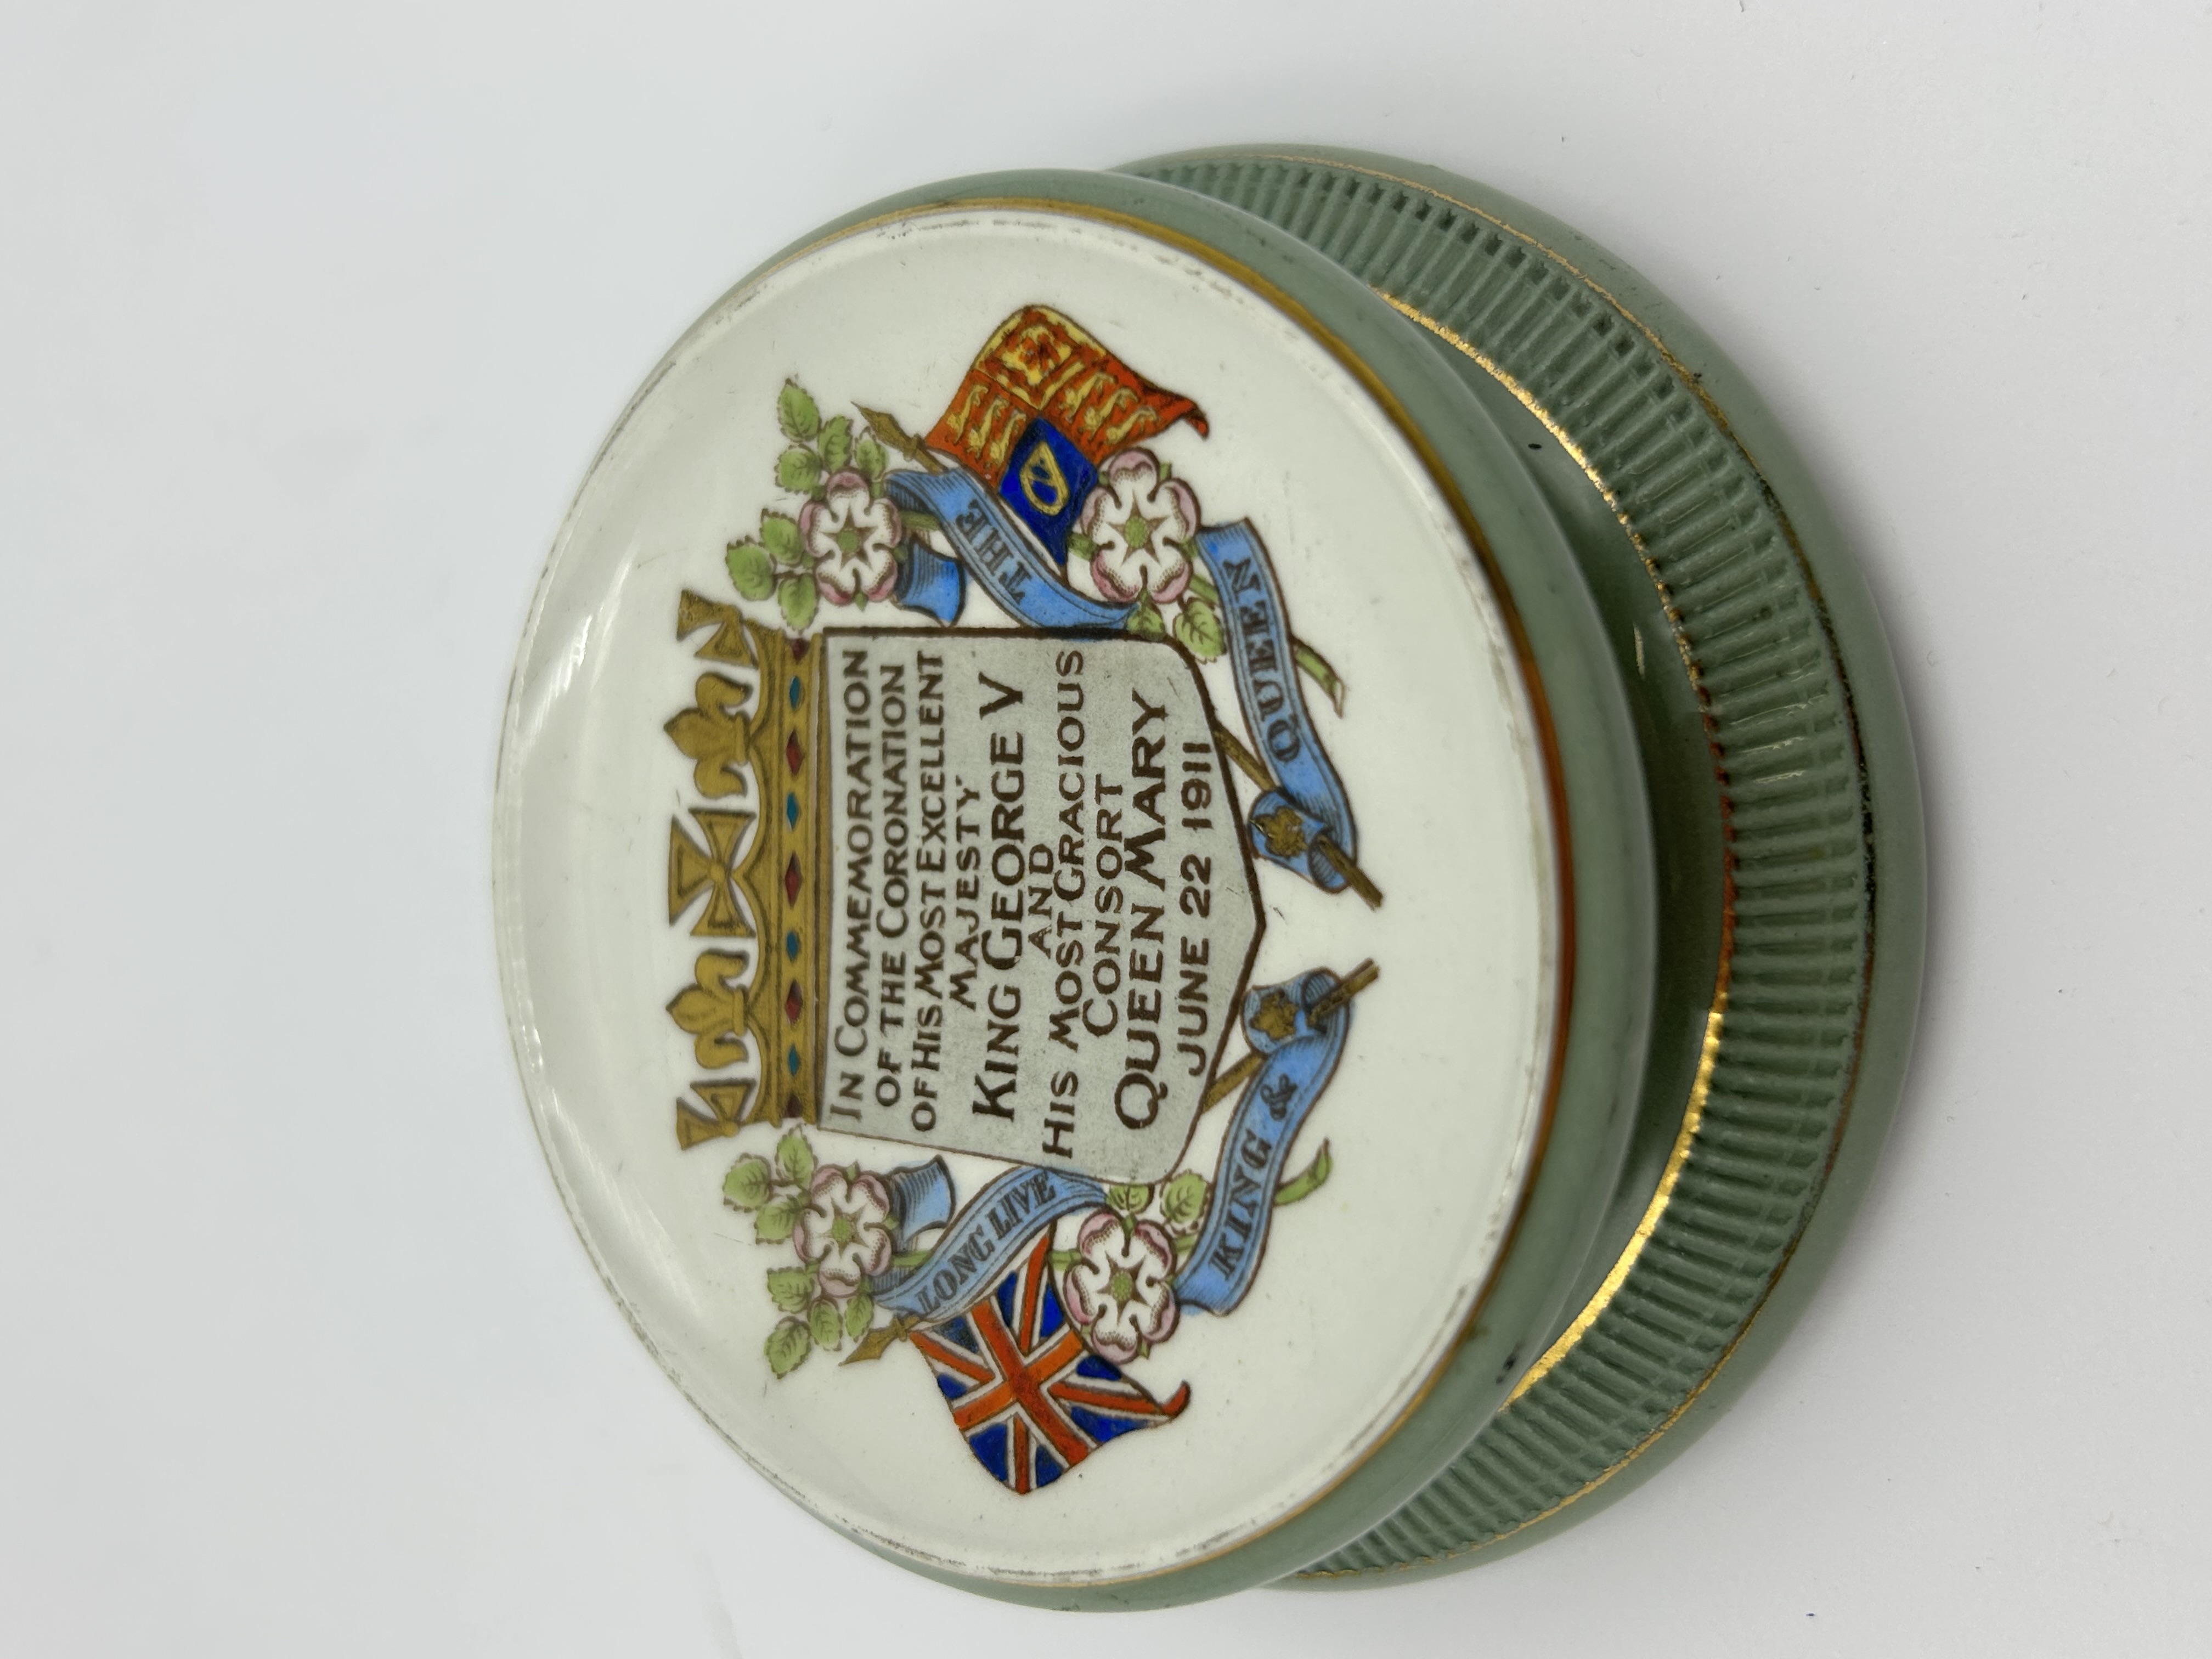 IN COMMEMORATION
OF THE CORONATION
OF HIS MOST EXCELLENT
MAJESTY
KING GEORGE V
AND
HIS MOST GRACIOUS
CONSORT
QUEEN MARY
JUNE 22 1911
LONG LIVE
THE
KING &
QUEEN